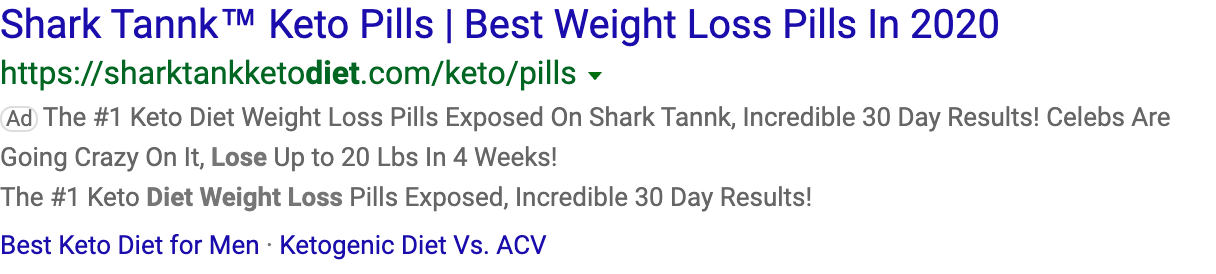 Shark Tannk™ Keto Pills | Best Weight Loss Pills In 2020
https://sharktankketodiet.com/keto/pills
Ad The #1 Keto Diet Weight Loss Pills Exposed On Shark Tannk, Incredible 30 Day Results! Celebs Are
Going Crazy On It, Lose Up to 20 Lbs In 4 Weeks!
The #1 Keto Diet Weight Loss Pills Exposed, Incredible 30 Day Results!
Best Keto Diet for Men · Ketogenic Diet Vs. ACV